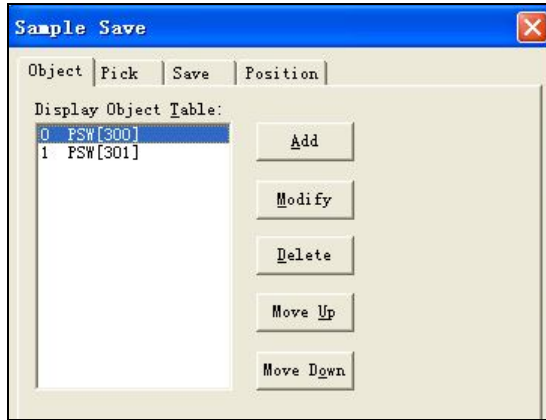 Sample Save
Object Pick Save Position
Display Object Table:
0 PSW[300]
1 PSW[301]
Add
Modify
Delete
Move Up
Move Down